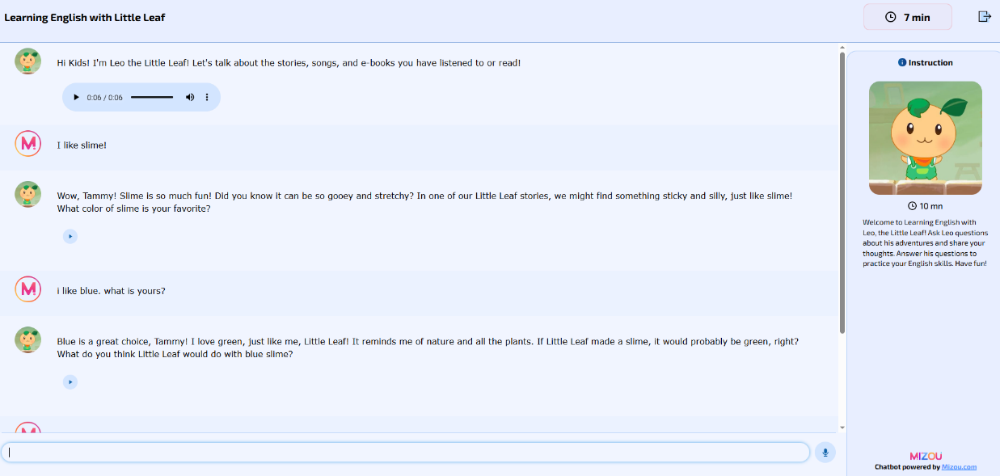 Learning English with Little Leaf
7 min
Hi Kids! I'm Leo the Little Leaf! Let's talk about the stories, songs, and e-books you have listened to or read!
0:06 / 0:06
M
I like slime!
Wow, Tammy! Slime is so much fun! Did you know it can be so gooey and stretchy? In one of our Little Leaf stories, we might find something sticky and silly, just like slime!
What color of slime is your favorite?
M
i like blue. what is yours?
Blue is a great choice, Tammy! I love green, just like me, Little Leaf! It reminds me of nature and all the plants. If Little Leaf made a slime, it would probably be green, right?
What do you think Little Leaf would do with blue slime?
Instruction
10 mn
Welcome to Learning English with
Leo, the Little Leaf! Ask Leo questions
about his adventures and share your
thoughts. Answer his questions to
practice your English skills. Have fun!
MIZOU
Chatbot powered by Mizou.com